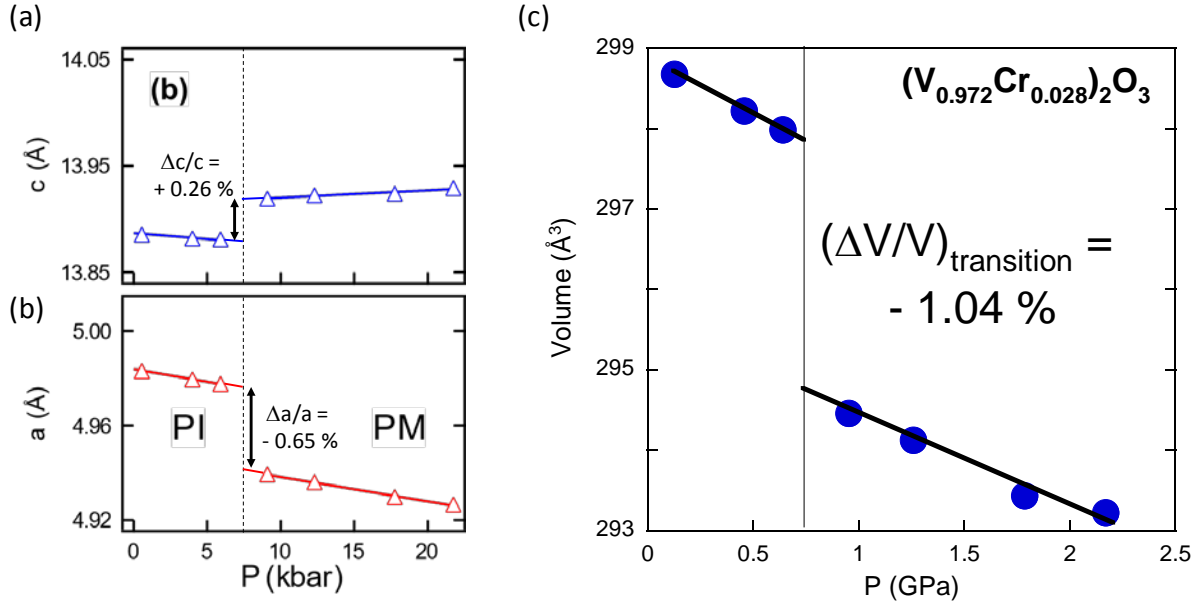 (a)
14.05
13.95
13.85
c (Å)
(b)
Δc/c =
+ 0.26 %
(b)
5.00
4.96
4.92
a (Å)
PI
Δa/a =
- 0.65 %
PM
0 5 10 15 20
P (kbar)
(c)
299
297
295
293
Volume (Å³)
(V₀.₉₇₂Cr₀.₀₂₈)₂O₃
(ΔV/V)transition =
- 1.04 %
0 0.5 1 1.5 2 2.5
P (GPa)